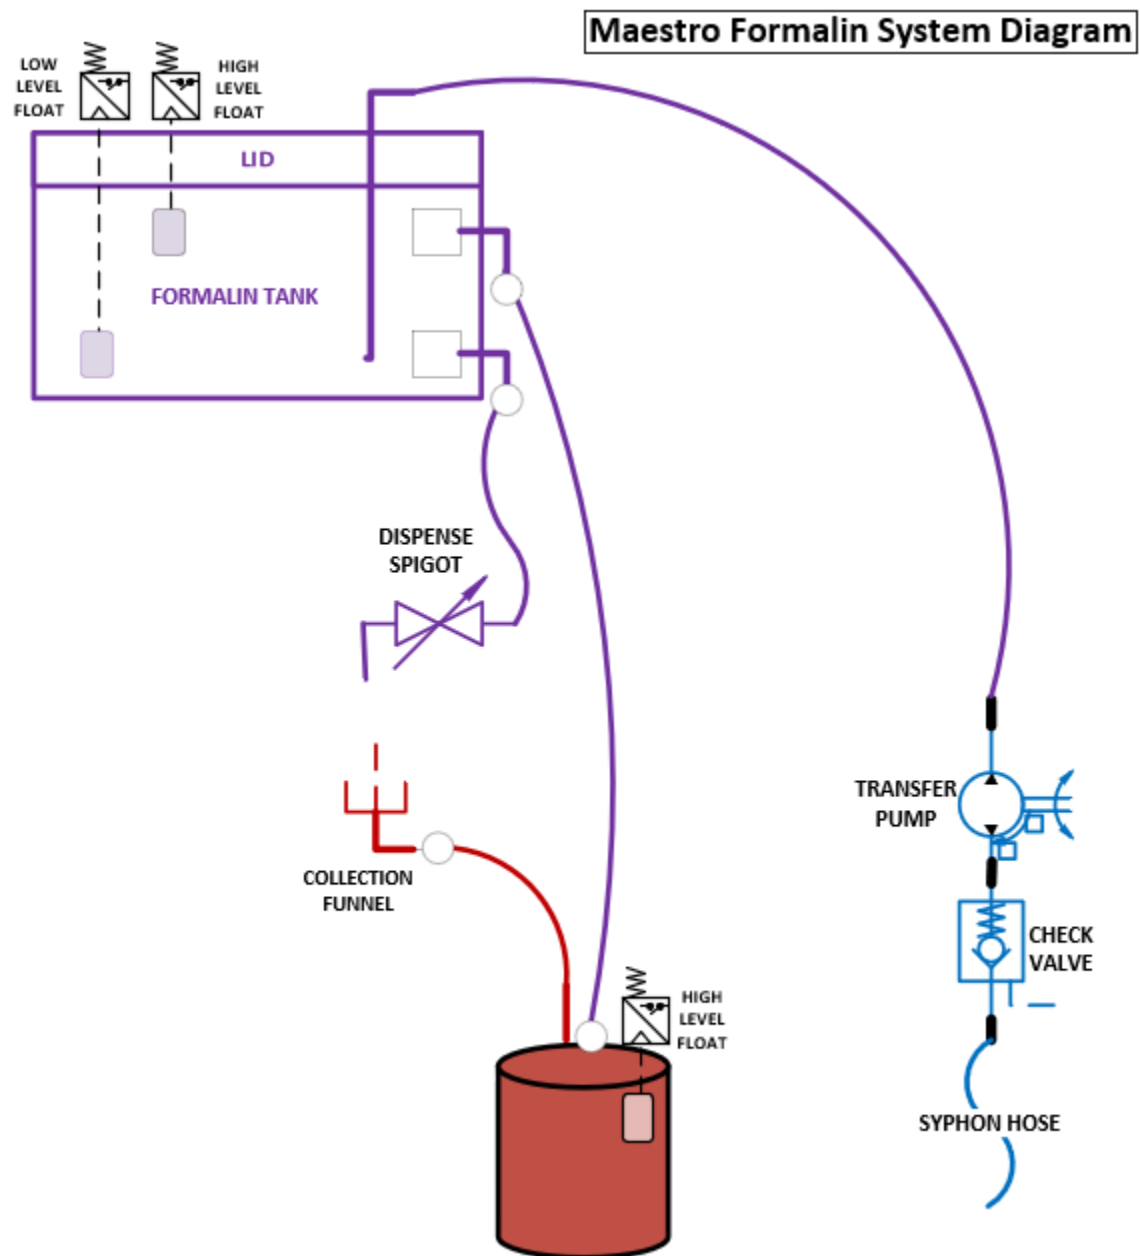 Maestro Formalin System Diagram
LOW
LEVEL
FLOAT
HIGH
LEVEL
FLOAT
LID
FORMALIN TANK
DISPENSE
SPIGOT
TRANSFER
PUMP
COLLECTION
FUNNEL
CHECK
VALVE
HIGH
LEVEL
FLOAT
SYPHON HOSE